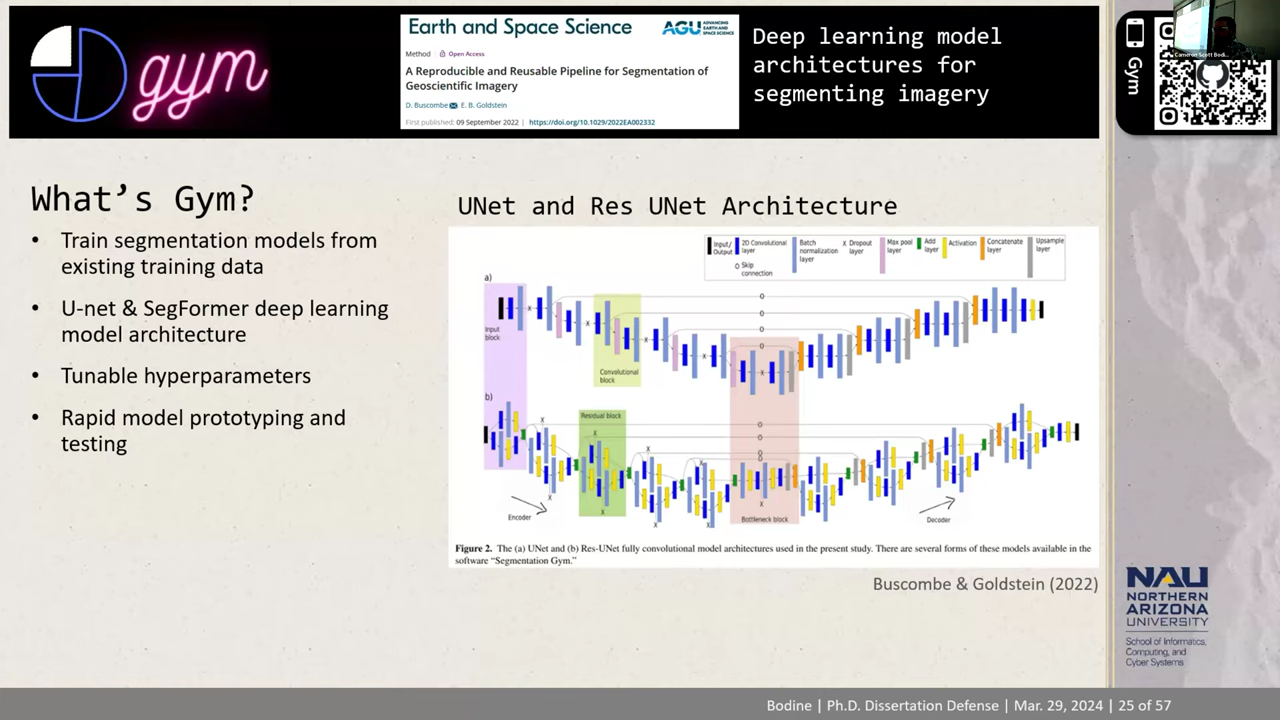 gym
Earth and Space Science
AGU ADVANCING EARTH AND SPACE SCIENCE
Method Open Access
A Reproducible and Reusable Pipeline for Segmentation of
Geoscientific Imagery
D. Buscombe, E. B. Goldstein
First published: 09 September 2022 | https://doi.org/10.1029/2022EA002332
Deep learning model
architectures for
segmenting imagery
Gym
Cameron Scott Bodi...
What's Gym?
• Train segmentation models from
existing training data
• U-net & SegFormer deep learning
model architecture
• Tunable hyperparameters
• Rapid model prototyping and
testing
UNet and Res UNet Architecture
Input/
Output
2D Convolutional
layer
Batch
normalization
layer
X Dropout
layer
Max pool
layer
Add
layer
Activation
Concatenate
layer
Upsample
layer
O Skip
connection
a)
Input
block
Convolutional
block
b)
Residual block
Encoder
Bottleneck block
Decoder
Figure 2. The (a) UNet and (b) Res-UNet fully convolutional model architectures used in the present study. There are several forms of these models available in the
software “Segmentation Gym.”
Buscombe & Goldstein (2022)
NAU
NORTHERN
ARIZONA
UNIVERSITY
School of Informatics,
Computing, and
Cyber Systems
Bodine | Ph.D. Dissertation Defense | Mar. 29, 2024 | 25 of 57